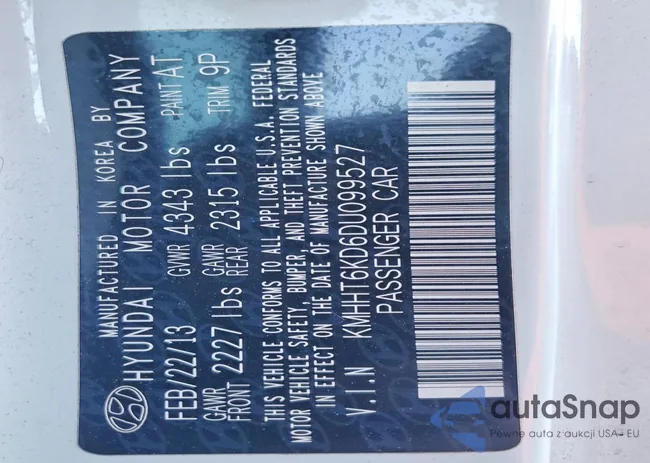 MANUFACTURED IN KOREA BY
HYUNDAI MOTOR COMPANY
FEB/22/13 GVWR 4343 lbs PAINT AT
GAWR FRONT 2227 lbs GAWR REAR 2315 lbs TRIM 9P
THIS VEHICLE CONFORMS TO ALL APPLICABLE U.S.A. FEDERAL
MOTOR VEHICLE SAFETY, BUMPER, AND THEFT PREVENTION STANDARDS
IN EFFECT ON THE DATE OF MANUFACTURE SHOWN ABOVE
V.I.N KMHHT6KD6DU099527
PASSENGER CAR
autaSnap
Pewne auta z aukcji USA - EU